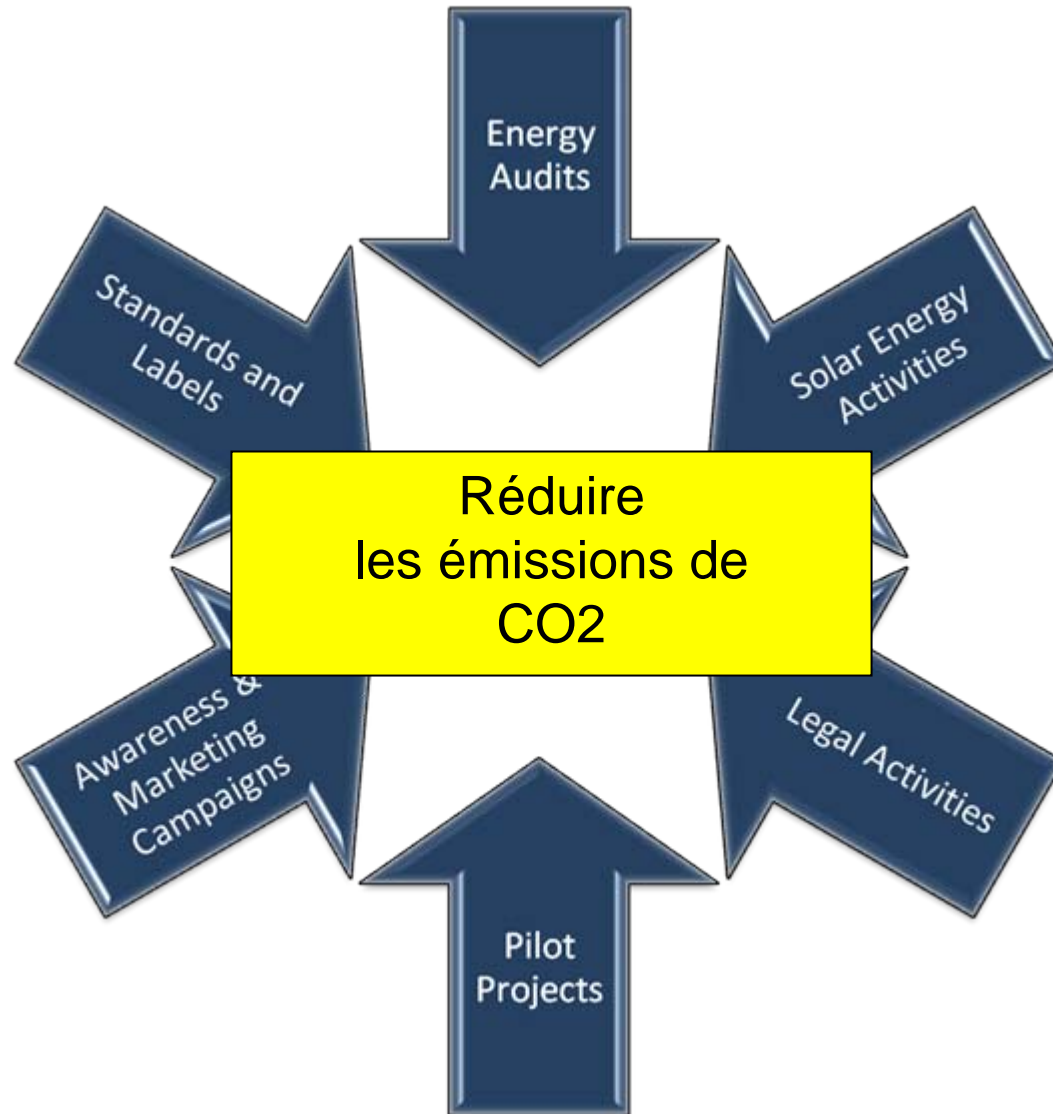 Energy
Audits
Standards and
Labels
Solar Energy
Activities
Réduire
les émissions de
CO2
Awareness &
Marketing
Campaigns
Legal Activities
Pilot
Projects